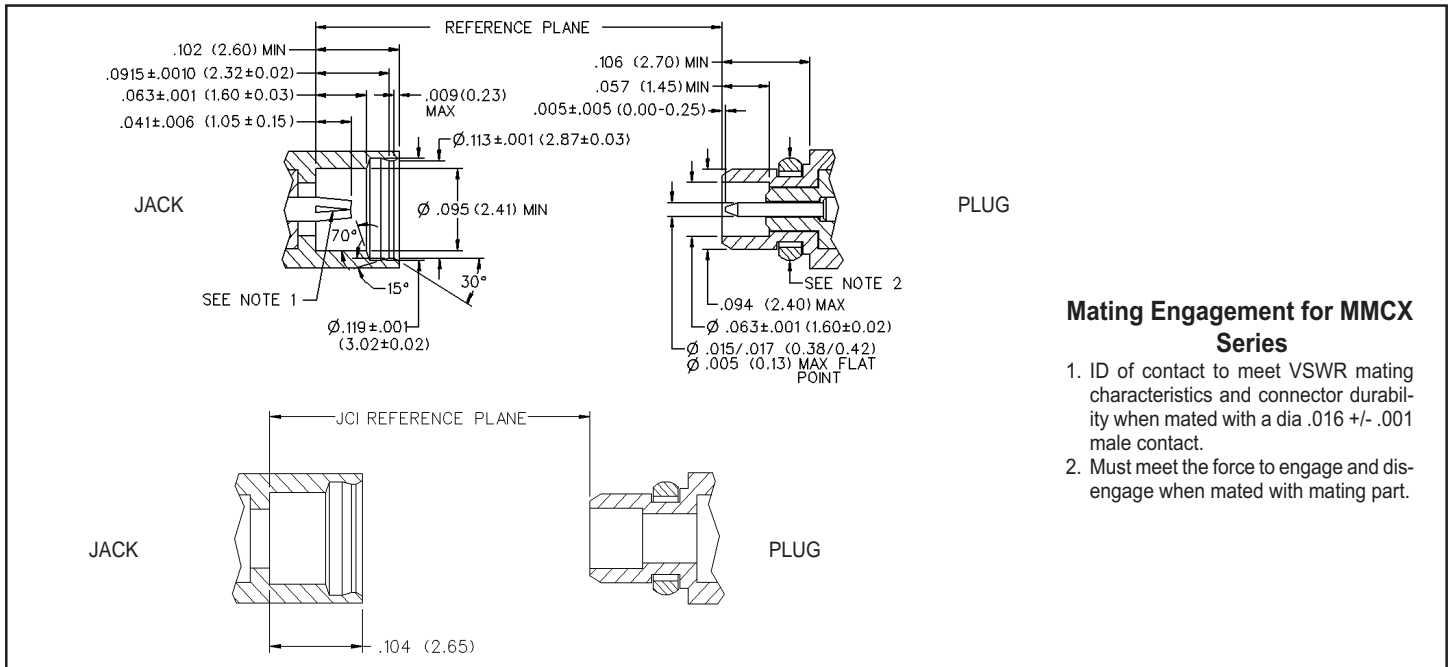 REFERENCE PLANE
.102 (2.60) MIN
.0915±.0010 (2.32±0.02)
.063±.001 (1.60±0.03)
.041±.006 (1.05±0.15)
.009(0.23)
MAX
Ø.113±.001 (2.87±0.03)
.106 (2.70) MIN
.057 (1.45) MIN
.005±.005 (0.00-0.25)
JACK
Ø .095 (2.41) MIN
70°
15°
30°
SEE NOTE 1
Ø.119±.001
(3.02±0.02)
PLUG
SEE NOTE 2
.094 (2.40) MAX
Ø .063±.001 (1.60±0.02)
Ø .015/.017 (0.38/0.42)
Ø .005 (0.13) MAX FLAT
POINT
JCI REFERENCE PLANE
JACK
PLUG
.104 (2.65)
Mating Engagement for MMCX
Series
1. ID of contact to meet VSWR mating
characteristics and connector durabil-
ity when mated with a dia .016 +/- .001
male contact.
2. Must meet the force to engage and dis-
engage when mated with mating part.